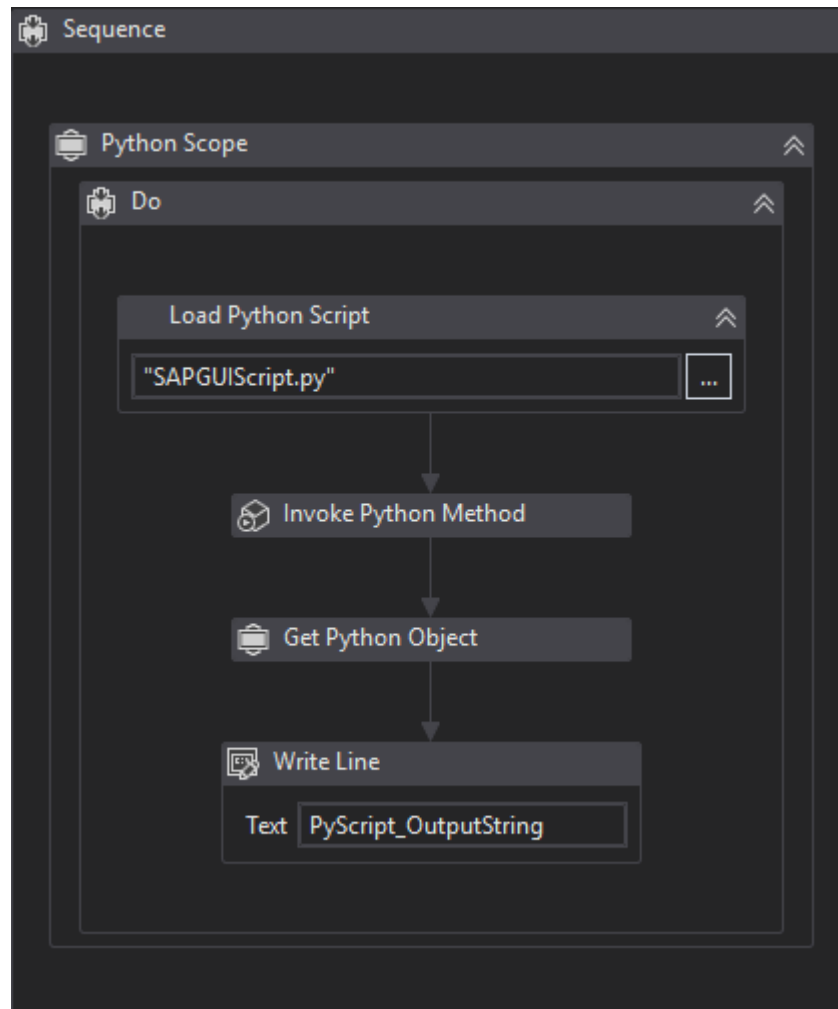 Sequence
Python Scope
Do
Load Python Script
"SAPGUIScript.py"
...
Invoke Python Method
Get Python Object
Write Line
Text PyScript_OutputString